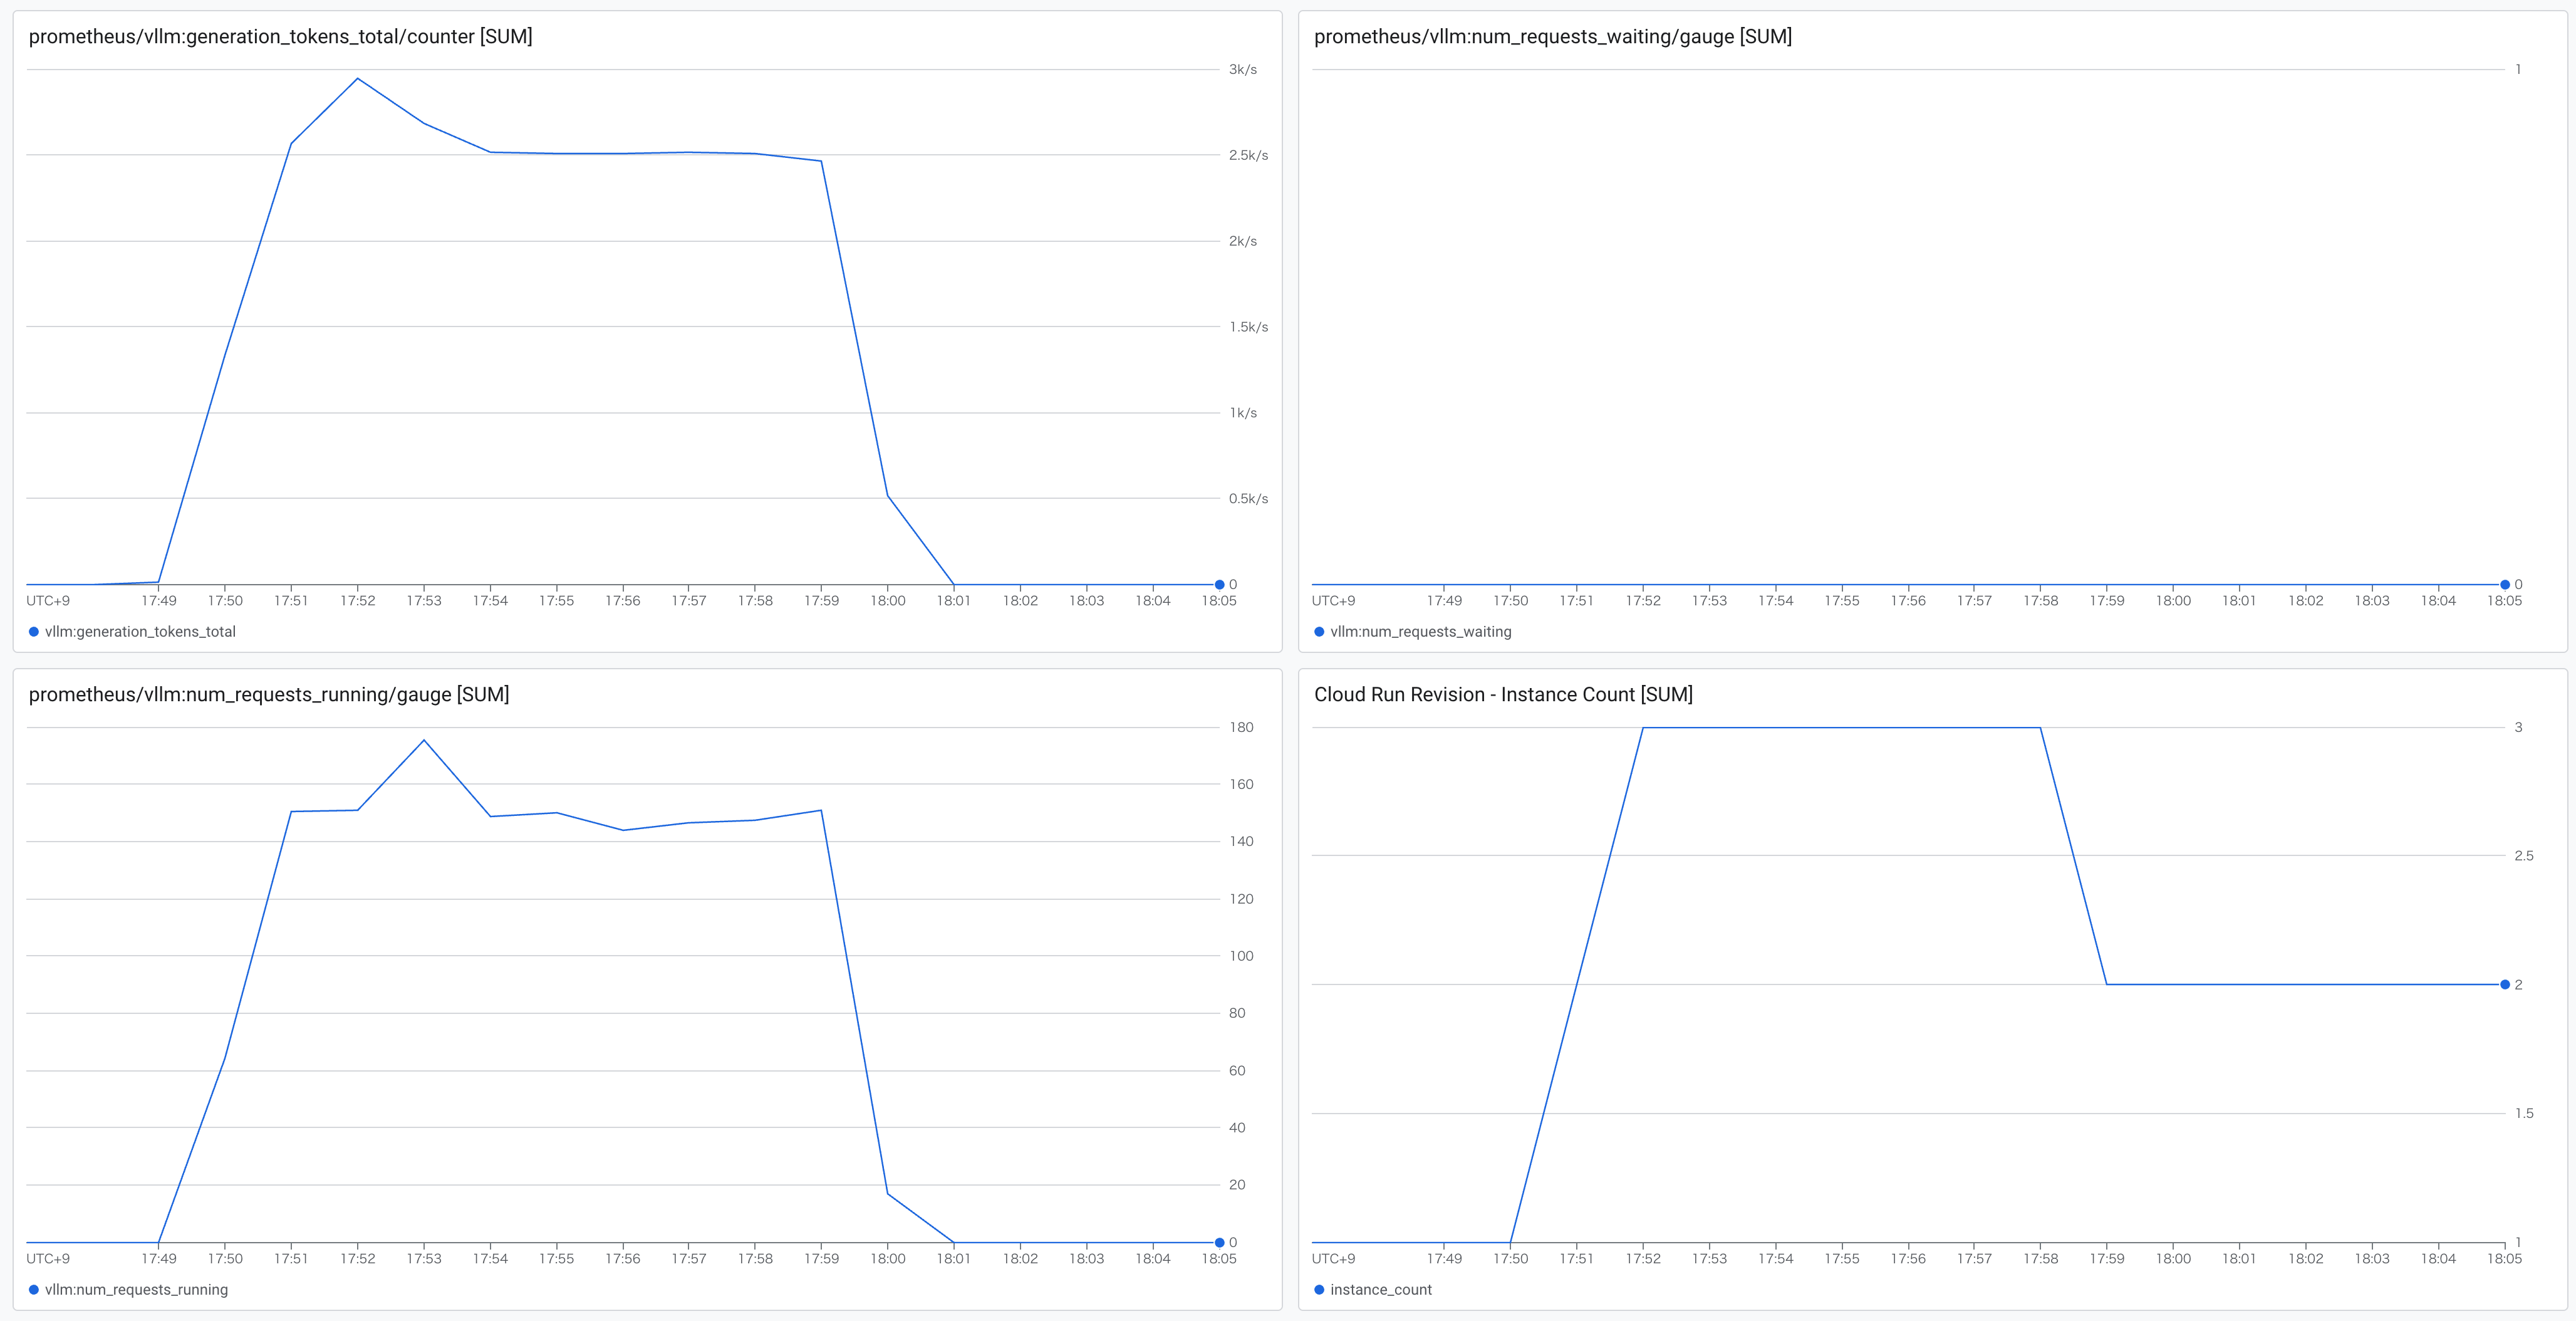 prometheus/vllm:generation_tokens_total/counter [SUM]
3k/s
2.5k/s
2k/s
1.5k/s
1k/s
0.5k/s
0
UTC+9 17:49 17:50 17:51 17:52 17:53 17:54 17:55 17:56 17:57 17:58 17:59 18:00 18:01 18:02 18:03 18:04 18:05
vllm:generation_tokens_total
prometheus/vllm:num_requests_waiting/gauge [SUM]
1
0
UTC+9 17:49 17:50 17:51 17:52 17:53 17:54 17:55 17:56 17:57 17:58 17:59 18:00 18:01 18:02 18:03 18:04 18:05
vllm:num_requests_waiting
prometheus/vllm:num_requests_running/gauge [SUM]
180
160
140
120
100
80
60
40
20
0
UTC+9 17:49 17:50 17:51 17:52 17:53 17:54 17:55 17:56 17:57 17:58 17:59 18:00 18:01 18:02 18:03 18:04 18:05
vllm:num_requests_running
Cloud Run Revision - Instance Count [SUM]
3
2.5
2
1.5
1
UTC+9 17:49 17:50 17:51 17:52 17:53 17:54 17:55 17:56 17:57 17:58 17:59 18:00 18:01 18:02 18:03 18:04 18:05
instance_count